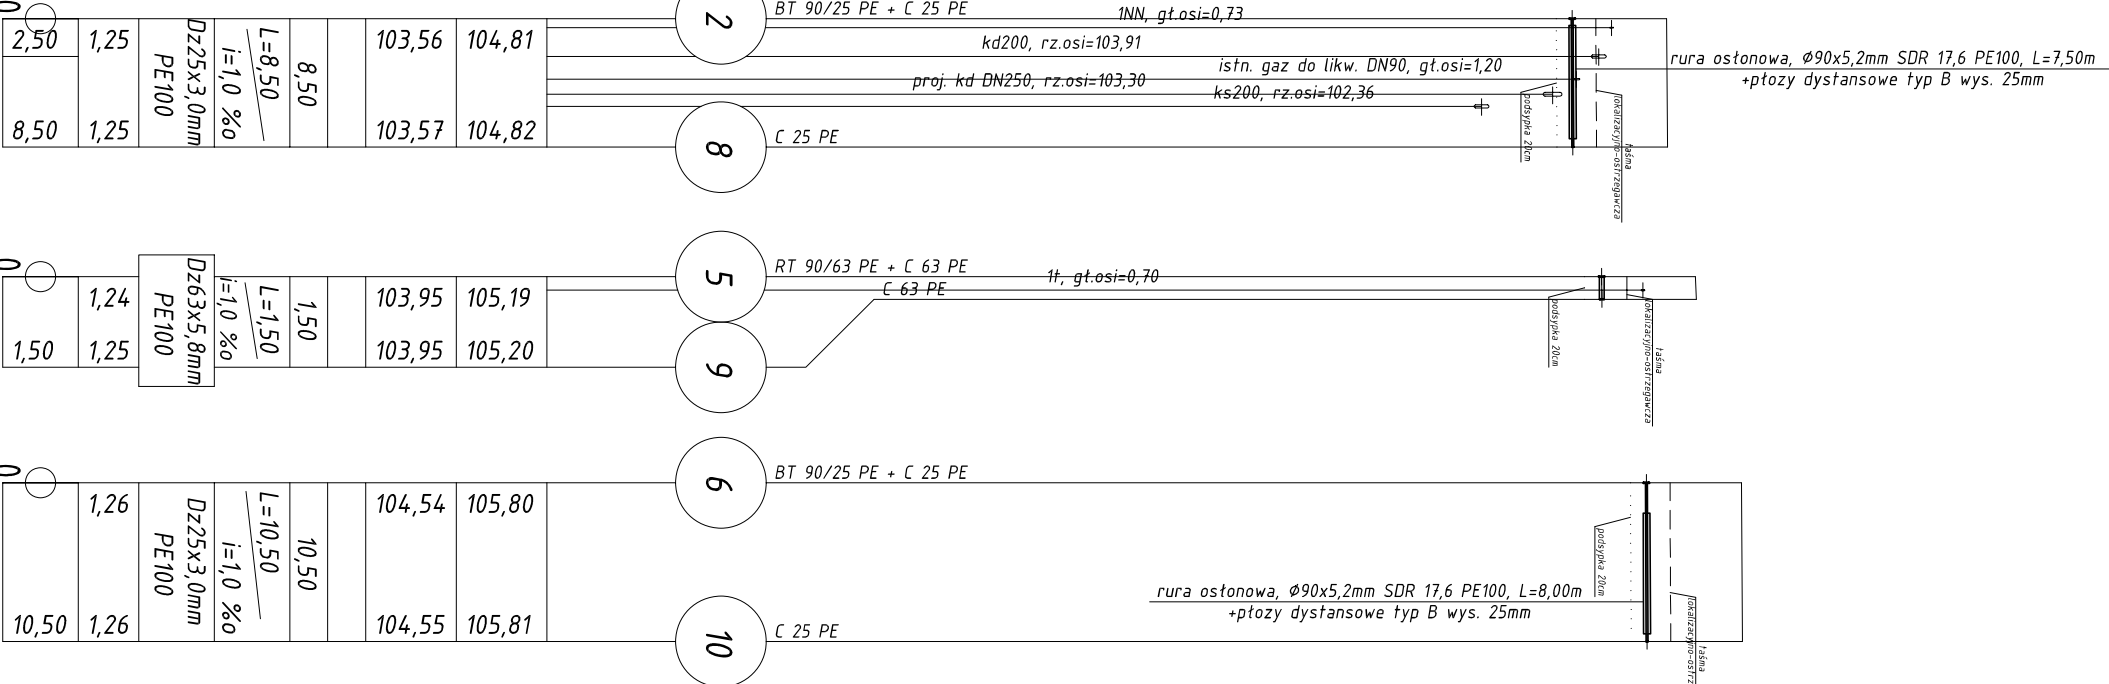 0
2,50 1,25 103,56 104,81
8,50 1,25 103,57 104,82
Dz25x3,0mm
PE100
L=8,50
i=1,0 ‰
8,50
2
BT 90/25 PE + C 25 PE
1NN, gł.osi=0,73
kd200, rz.osi=103,91
istn. gaz do likw. DN90, gł.osi=1,20
proj. kd DN250, rz.osi=103,30
ks200, rz.osi=102,36
8
C 25 PE
podsypka 20cm
taśma
lokalizacyjno-ostrzegawcza
rura osłonowa, Ø90x5,2mm SDR 17,6 PE100, L=7,50m
+płozy dystansowe typ B wys. 25mm
0
1,24 103,95 105,19
1,50 1,25 103,95 105,20
Dz63x5,8mm
PE100
L=1,50
i=1,0 ‰
1,50
5
RT 90/63 PE + C 63 PE
1t, gł.osi=0,70
C 63 PE
9
podsypka 20cm
taśma
lokalizacyjno-ostrzegawcza
0
1,26 104,54 105,80
10,50 1,26 104,55 105,81
Dz25x3,0mm
PE100
L=10,50
i=1,0 ‰
10,50
6
BT 90/25 PE + C 25 PE
rura osłonowa, Ø90x5,2mm SDR 17,6 PE100, L=8,00m
+płozy dystansowe typ B wys. 25mm
10
C 25 PE
podsypka 20cm
taśma
lokalizacyjno-ostrz